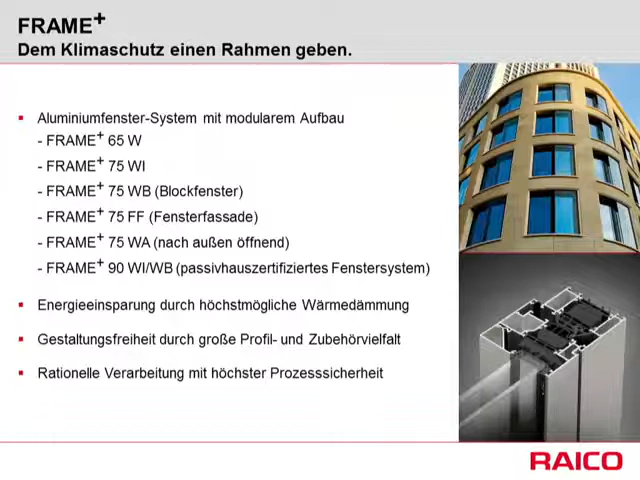 FRAME+
Dem Klimaschutz einen Rahmen geben.
▪ Aluminiumfenster-System mit modularem Aufbau
- FRAME+ 65 W
- FRAME+ 75 WI
- FRAME+ 75 WB (Blockfenster)
- FRAME+ 75 FF (Fensterfassade)
- FRAME+ 75 WA (nach außen öffnend)
- FRAME+ 90 WI/WB (passivhauszertifiziertes Fenstersystem)
▪ Energieeinsparung durch höchstmögliche Wärmedämmung
▪ Gestaltungsfreiheit durch große Profil- und Zubehörvielfalt
▪ Rationelle Verarbeitung mit höchster Prozesssicherheit
RAICO